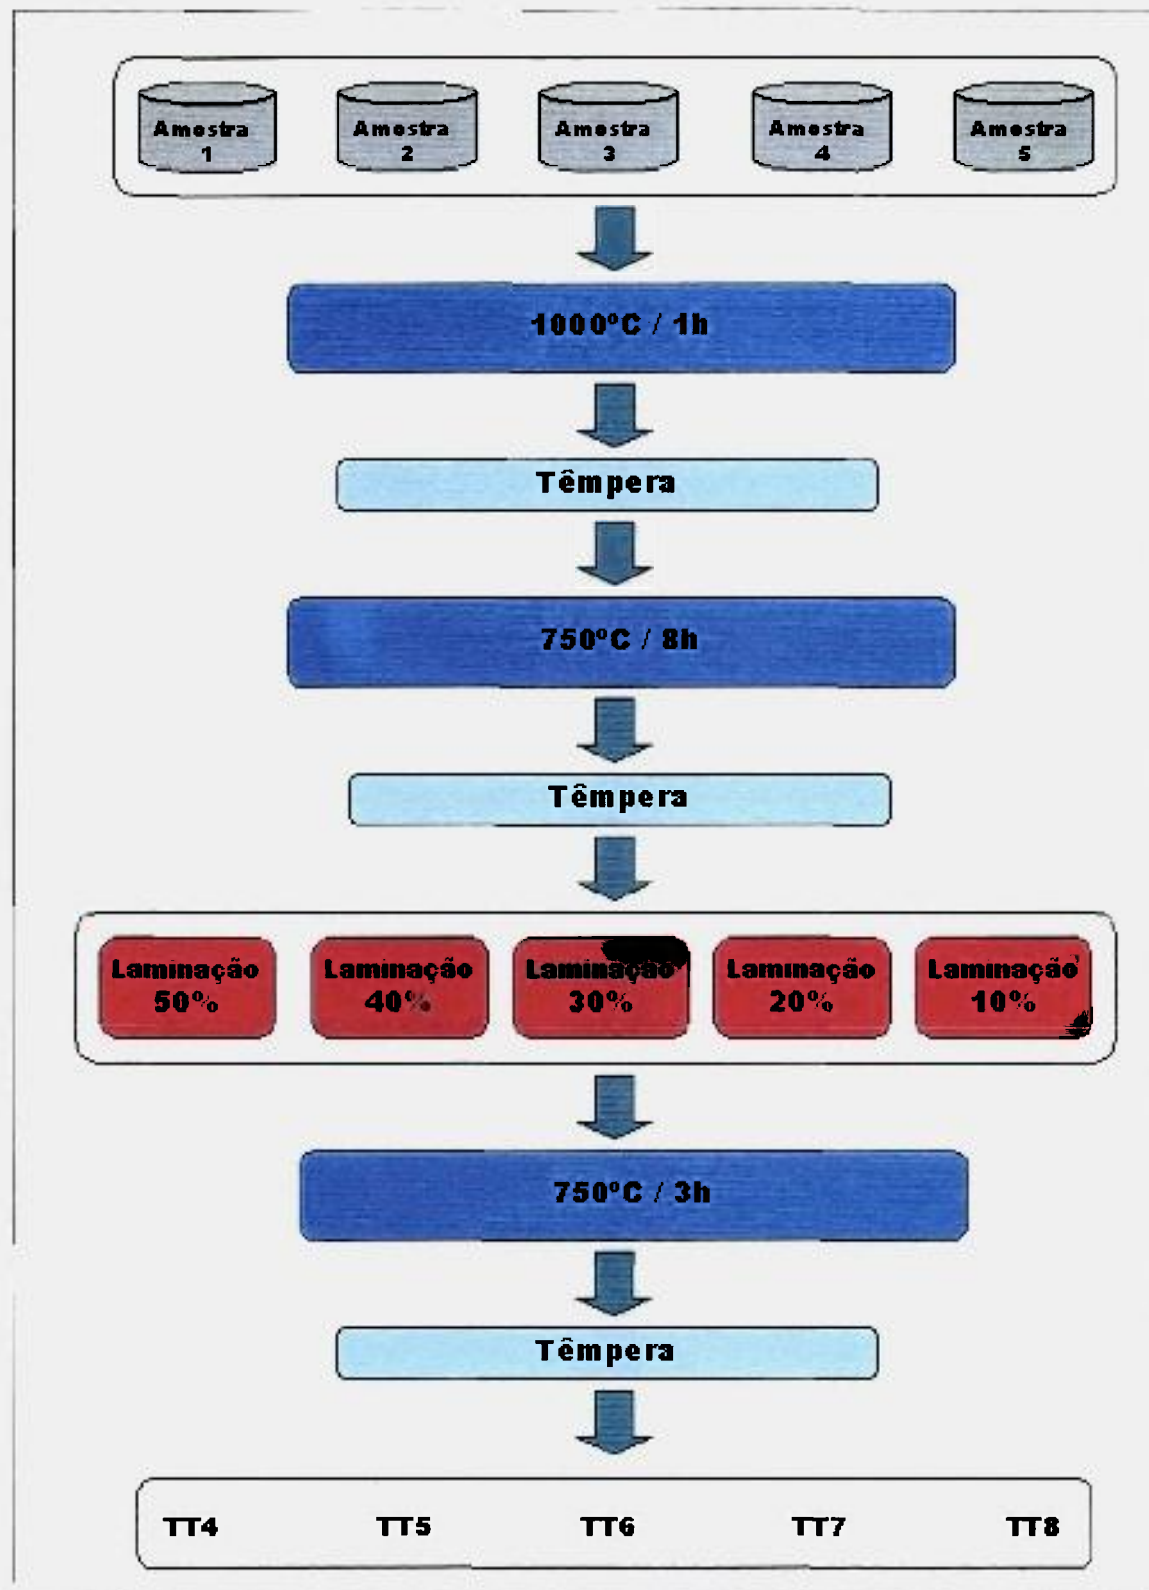 Amostra 1
Amostra 2
Amostra 3
Amostra 4
Amostra 5
1000ºC / 1h
Têmpera
750ºC / 8h
Têmpera
Laminação 50%
Laminação 40%
Laminação 30%
Laminação 20%
Laminação 10%
750ºC / 3h
Têmpera
TT4 TT5 TT6 TT7 TT8